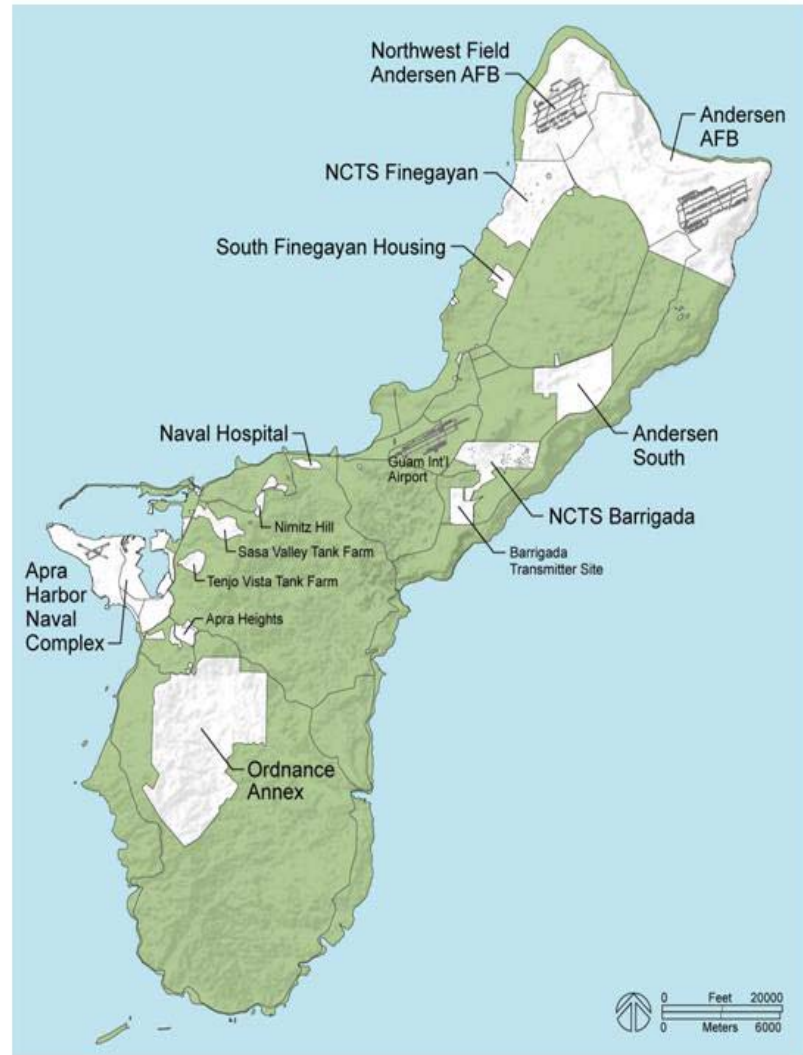 Northwest Field
Andersen AFB
Andersen
AFB
NCTS Finegayan
South Finegayan Housing
Naval Hospital
Guam Int'l
Airport
Andersen
South
Nimitz Hill
NCTS Barrigada
Sasa Valley Tank Farm
Barrigada
Transmitter Site
Tenjo Vista Tank Farm
Apra
Harbor
Naval
Complex
Apra Heights
Ordnance
Annex
0 Feet 20000
0 Meters 6000